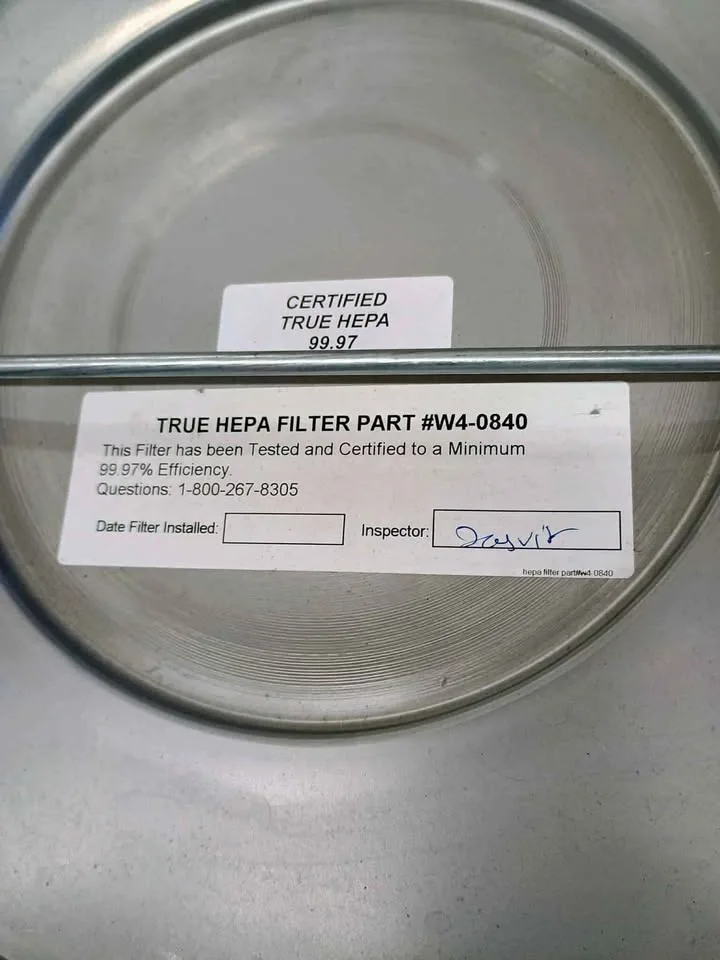 CERTIFIED
TRUE HEPA
99.97
TRUE HEPA FILTER PART #W4-0840
This Filter has been Tested and Certified to a Minimum
99.97% Efficiency.
Questions: 1-800-267-8305
Date Filter Installed:
Inspector: Jasvir
hepa filter part#w4-0840